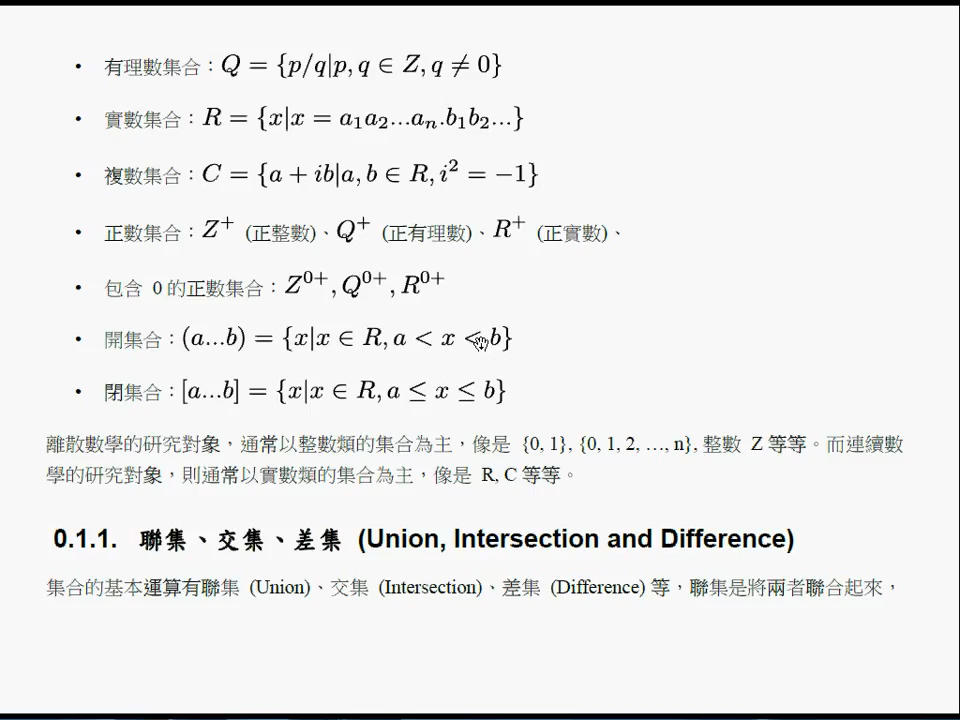 • 有理數集合：Q = {p/q|p, q ∈ Z, q ≠ 0}
• 實數集合：R = {x|x = a₁a₂...aₙ.b₁b₂...}
• 複數集合：C = {a + ib|a, b ∈ R, i² = −1}
• 正數集合：Z⁺ (正整數)、Q⁺ (正有理數)、R⁺ (正實數)、
• 包含 0 的正數集合：Z⁰⁺, Q⁰⁺, R⁰⁺
• 開集合：(a...b) = {x|x ∈ R, a < x < b}
• 閉集合：[a...b] = {x|x ∈ R, a ≤ x ≤ b}
離散數學的研究對象，通常以整數類的集合為主，像是 {0, 1}, {0, 1, 2, …, n}, 整數 Z 等等。而連續數
學的研究對象，則通常以實數類的集合為主，像是 R, C 等等。
0.1.1. 聯集、交集、差集 (Union, Intersection and Difference)
集合的基本運算有聯集 (Union)、交集 (Intersection)、差集 (Difference) 等，聯集是將兩者聯合起來，